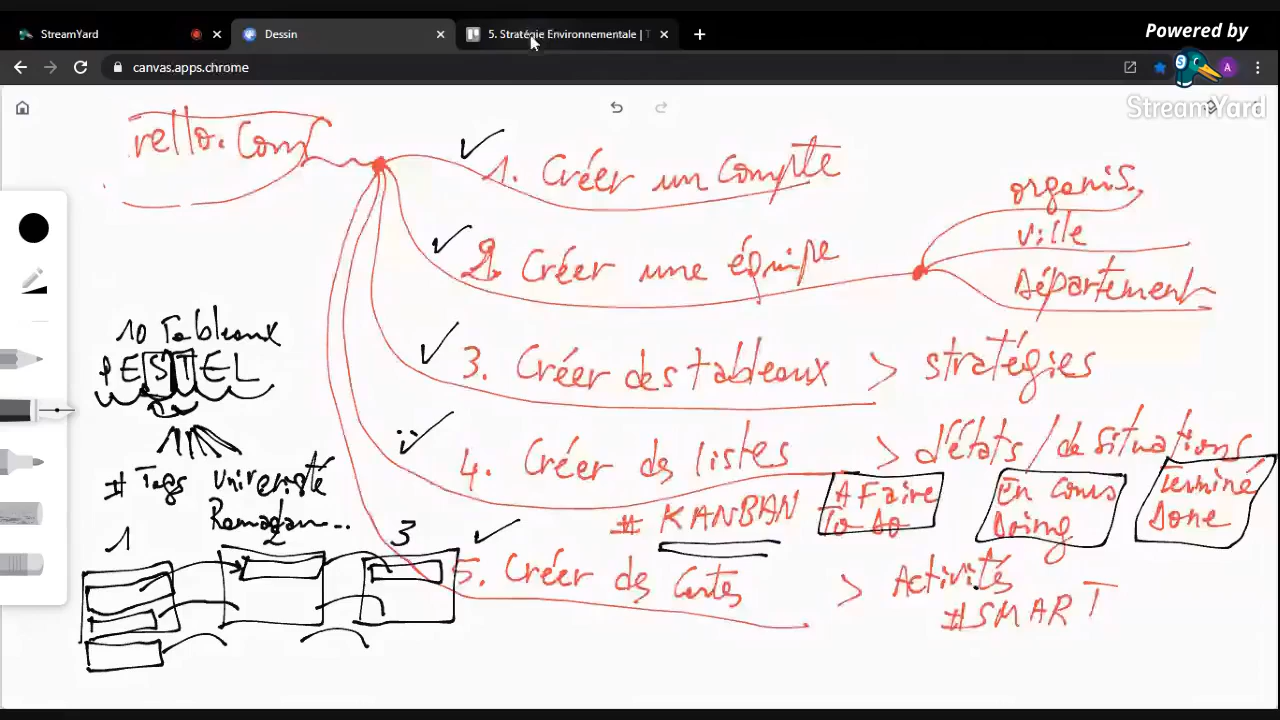 StreamYard
Dessin
5. Stratégie Environnementale | T
Powered by
canvas.apps.chrome
A
StreamYard
rello.Com
1. Créer un Compte
2. Créer une équipe
organis.
ville
Département
3. Créer des tableaux > stratégies
4. Créer des listes > d'états / de situations
# KANBAN
A Faire
To do
En cours
Doing
Terminé
Done
5. Créer des Cartes > Activités
#SMART
10 Tableaux
PESTEL
# Tags Université
Ramadan...
1 2 3